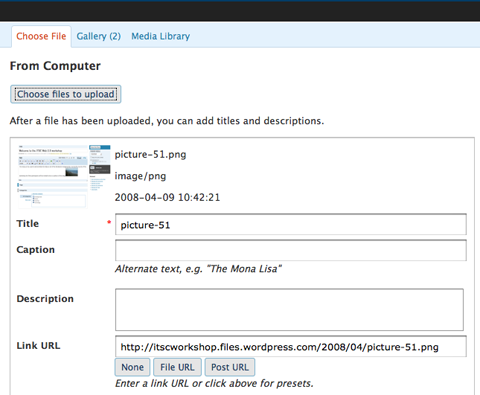 Choose File Gallery (2) Media Library
From Computer
Choose files to upload
After a file has been uploaded, you can add titles and descriptions.
picture-51.png
image/png
2008-04-09 10:42:21
Title * picture-51
Caption
Alternate text, e.g. "The Mona Lisa"
Description
Link URL http://itscworkshop.files.wordpress.com/2008/04/picture-51.png
None File URL Post URL
Enter a link URL or click above for presets.